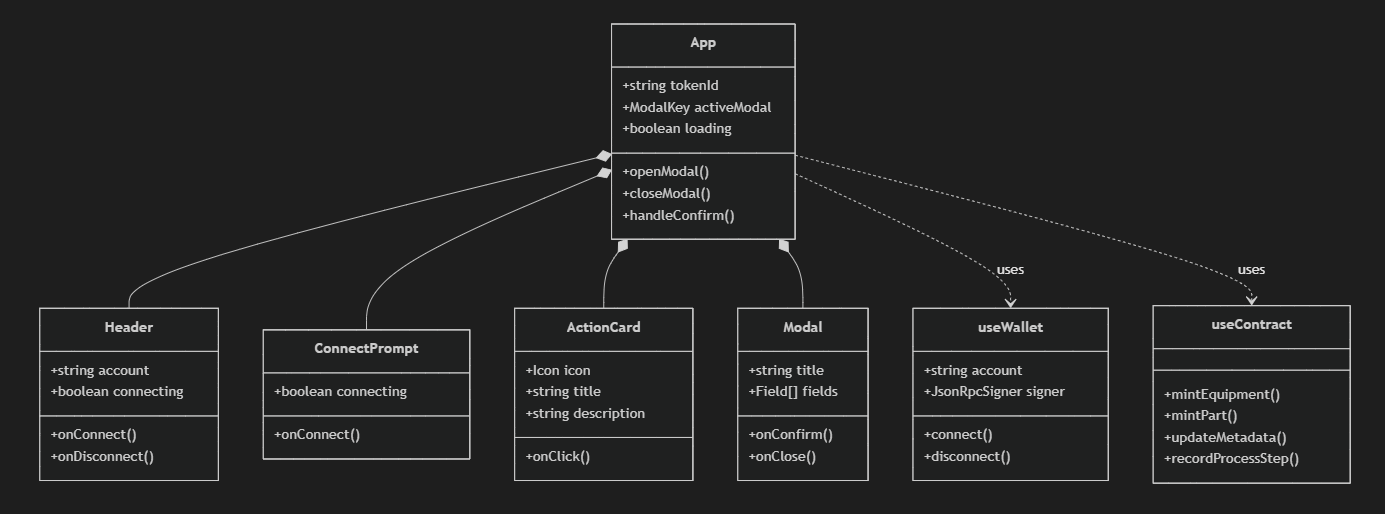 App
+string tokenId
+ModalKey activeModal
+boolean loading
+openModal()
+closeModal()
+handleConfirm()
uses
uses
Header
+string account
+boolean connecting
+onConnect()
+onDisconnect()
ConnectPrompt
+boolean connecting
+onConnect()
ActionCard
+Icon icon
+string title
+string description
+onClick()
Modal
+string title
+Field[] fields
+onConfirm()
+onClose()
useWallet
+string account
+JsonRpcSigner signer
+connect()
+disconnect()
useContract
+mintEquipment()
+mintPart()
+updateMetadata()
+recordProcessStep()